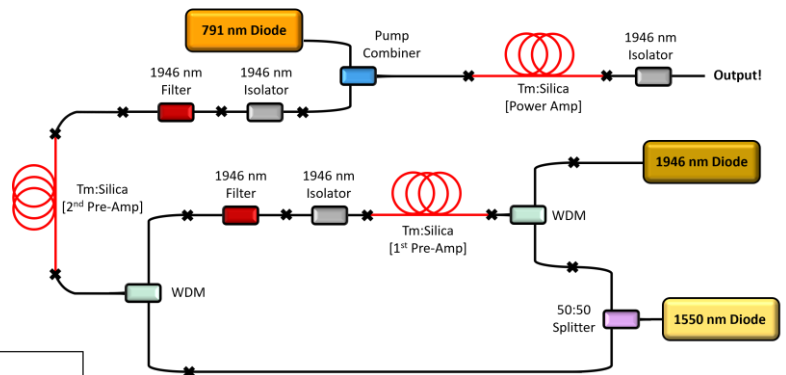 791 nm Diode
Pump
Combiner
1946 nm
Filter
1946 nm
Isolator
Tm:Silica
[Power Amp]
1946 nm
Isolator
Output!
Tm:Silica
[2nd Pre-Amp]
1946 nm
Filter
1946 nm
Isolator
Tm:Silica
[1st Pre-Amp]
WDM
1946 nm Diode
WDM
50:50
Splitter
1550 nm Diode